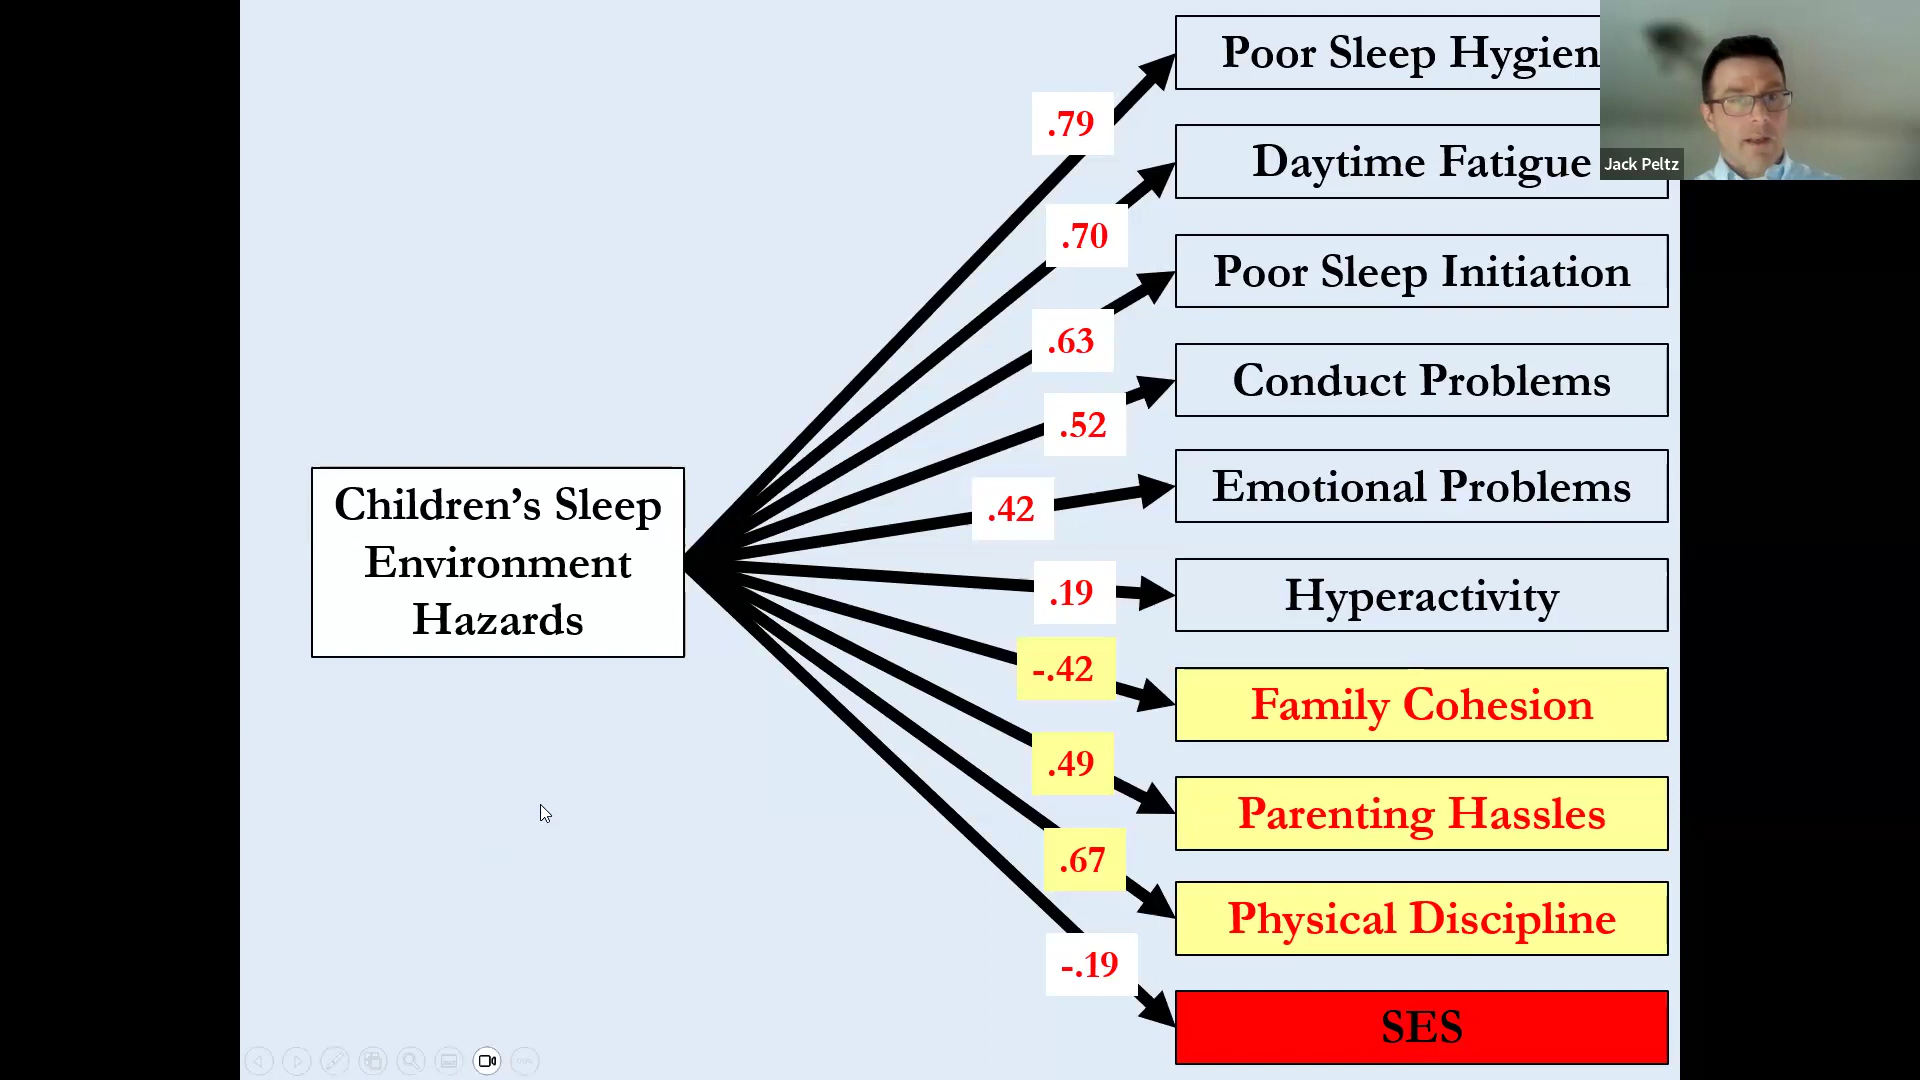 Poor Sleep Hygien
.79
Jack Peltz
Daytime Fatigue
.70
Poor Sleep Initiation
.63
Conduct Problems
.52
Children’s Sleep
Environment
Hazards
Emotional Problems
.42
Hyperactivity
.19
Family Cohesion
-.42
Parenting Hassles
.49
Physical Discipline
.67
SES
-.19